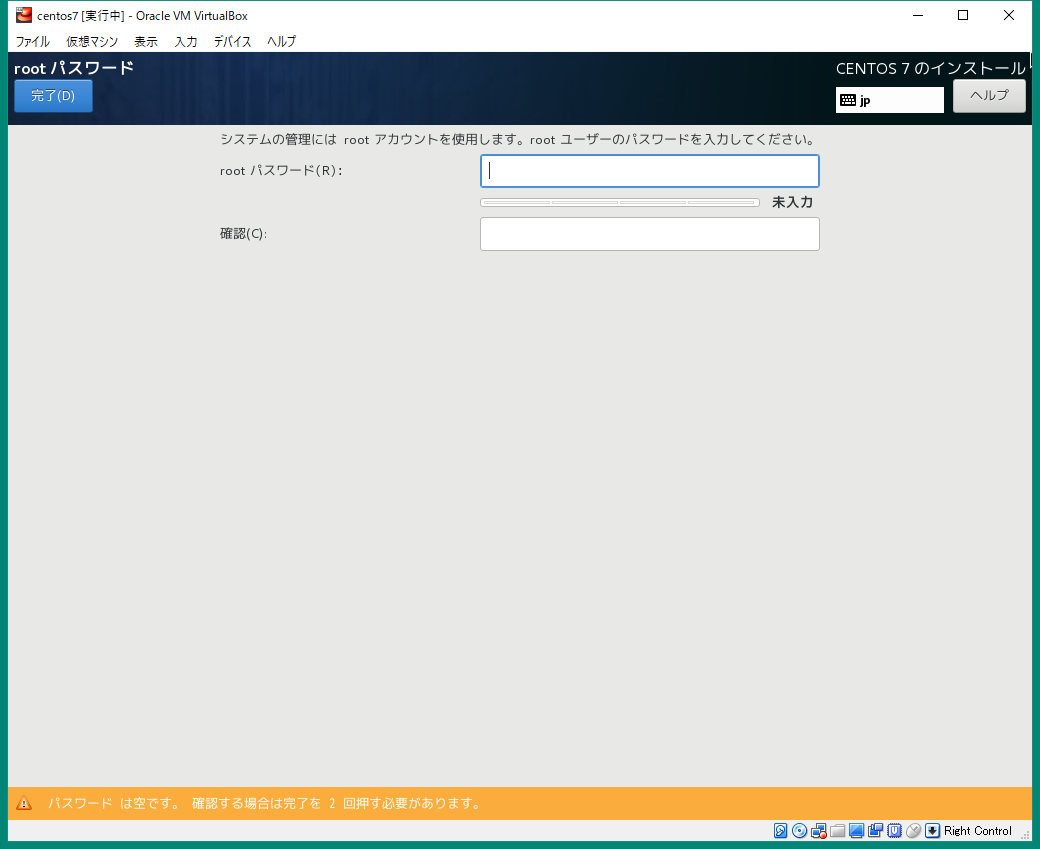 centos7 [実行中] - Oracle VM VirtualBox
ファイル 仮想マシン 表示 入力 デバイス ヘルプ
root パスワード
CENTOS 7 のインストール
完了(D)
jp
ヘルプ
システムの管理には root アカウントを使用します。root ユーザーのパスワードを入力してください。
root パスワード(R):
未入力
確認(C):
パスワード は空です。 確認する場合は完了を 2 回押す必要があります。
Right Control